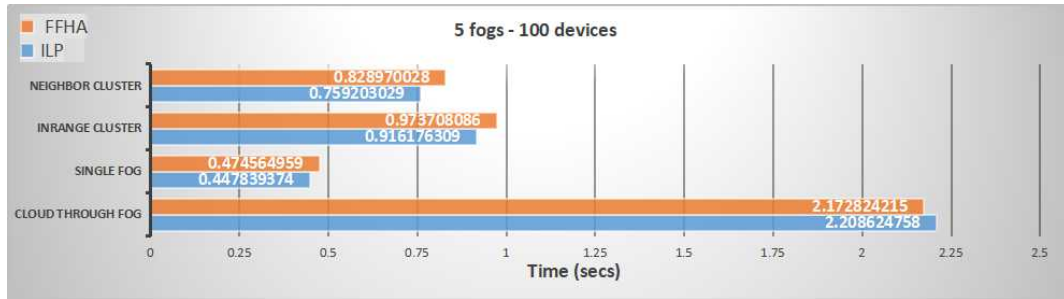 FFHA
ILP
5 fogs - 100 devices
NEIGHBOR CLUSTER
0.828970028
0.759203029
INRANGE CLUSTER
0.973708086
0.916176309
SINGLE FOG
0.474564959
0.447839374
CLOUD THROUGH FOG
2.172824215
2.208624758
0 0.25 0.5 0.75 1 1.25 1.5 1.75 2 2.25 2.5
Time (secs)